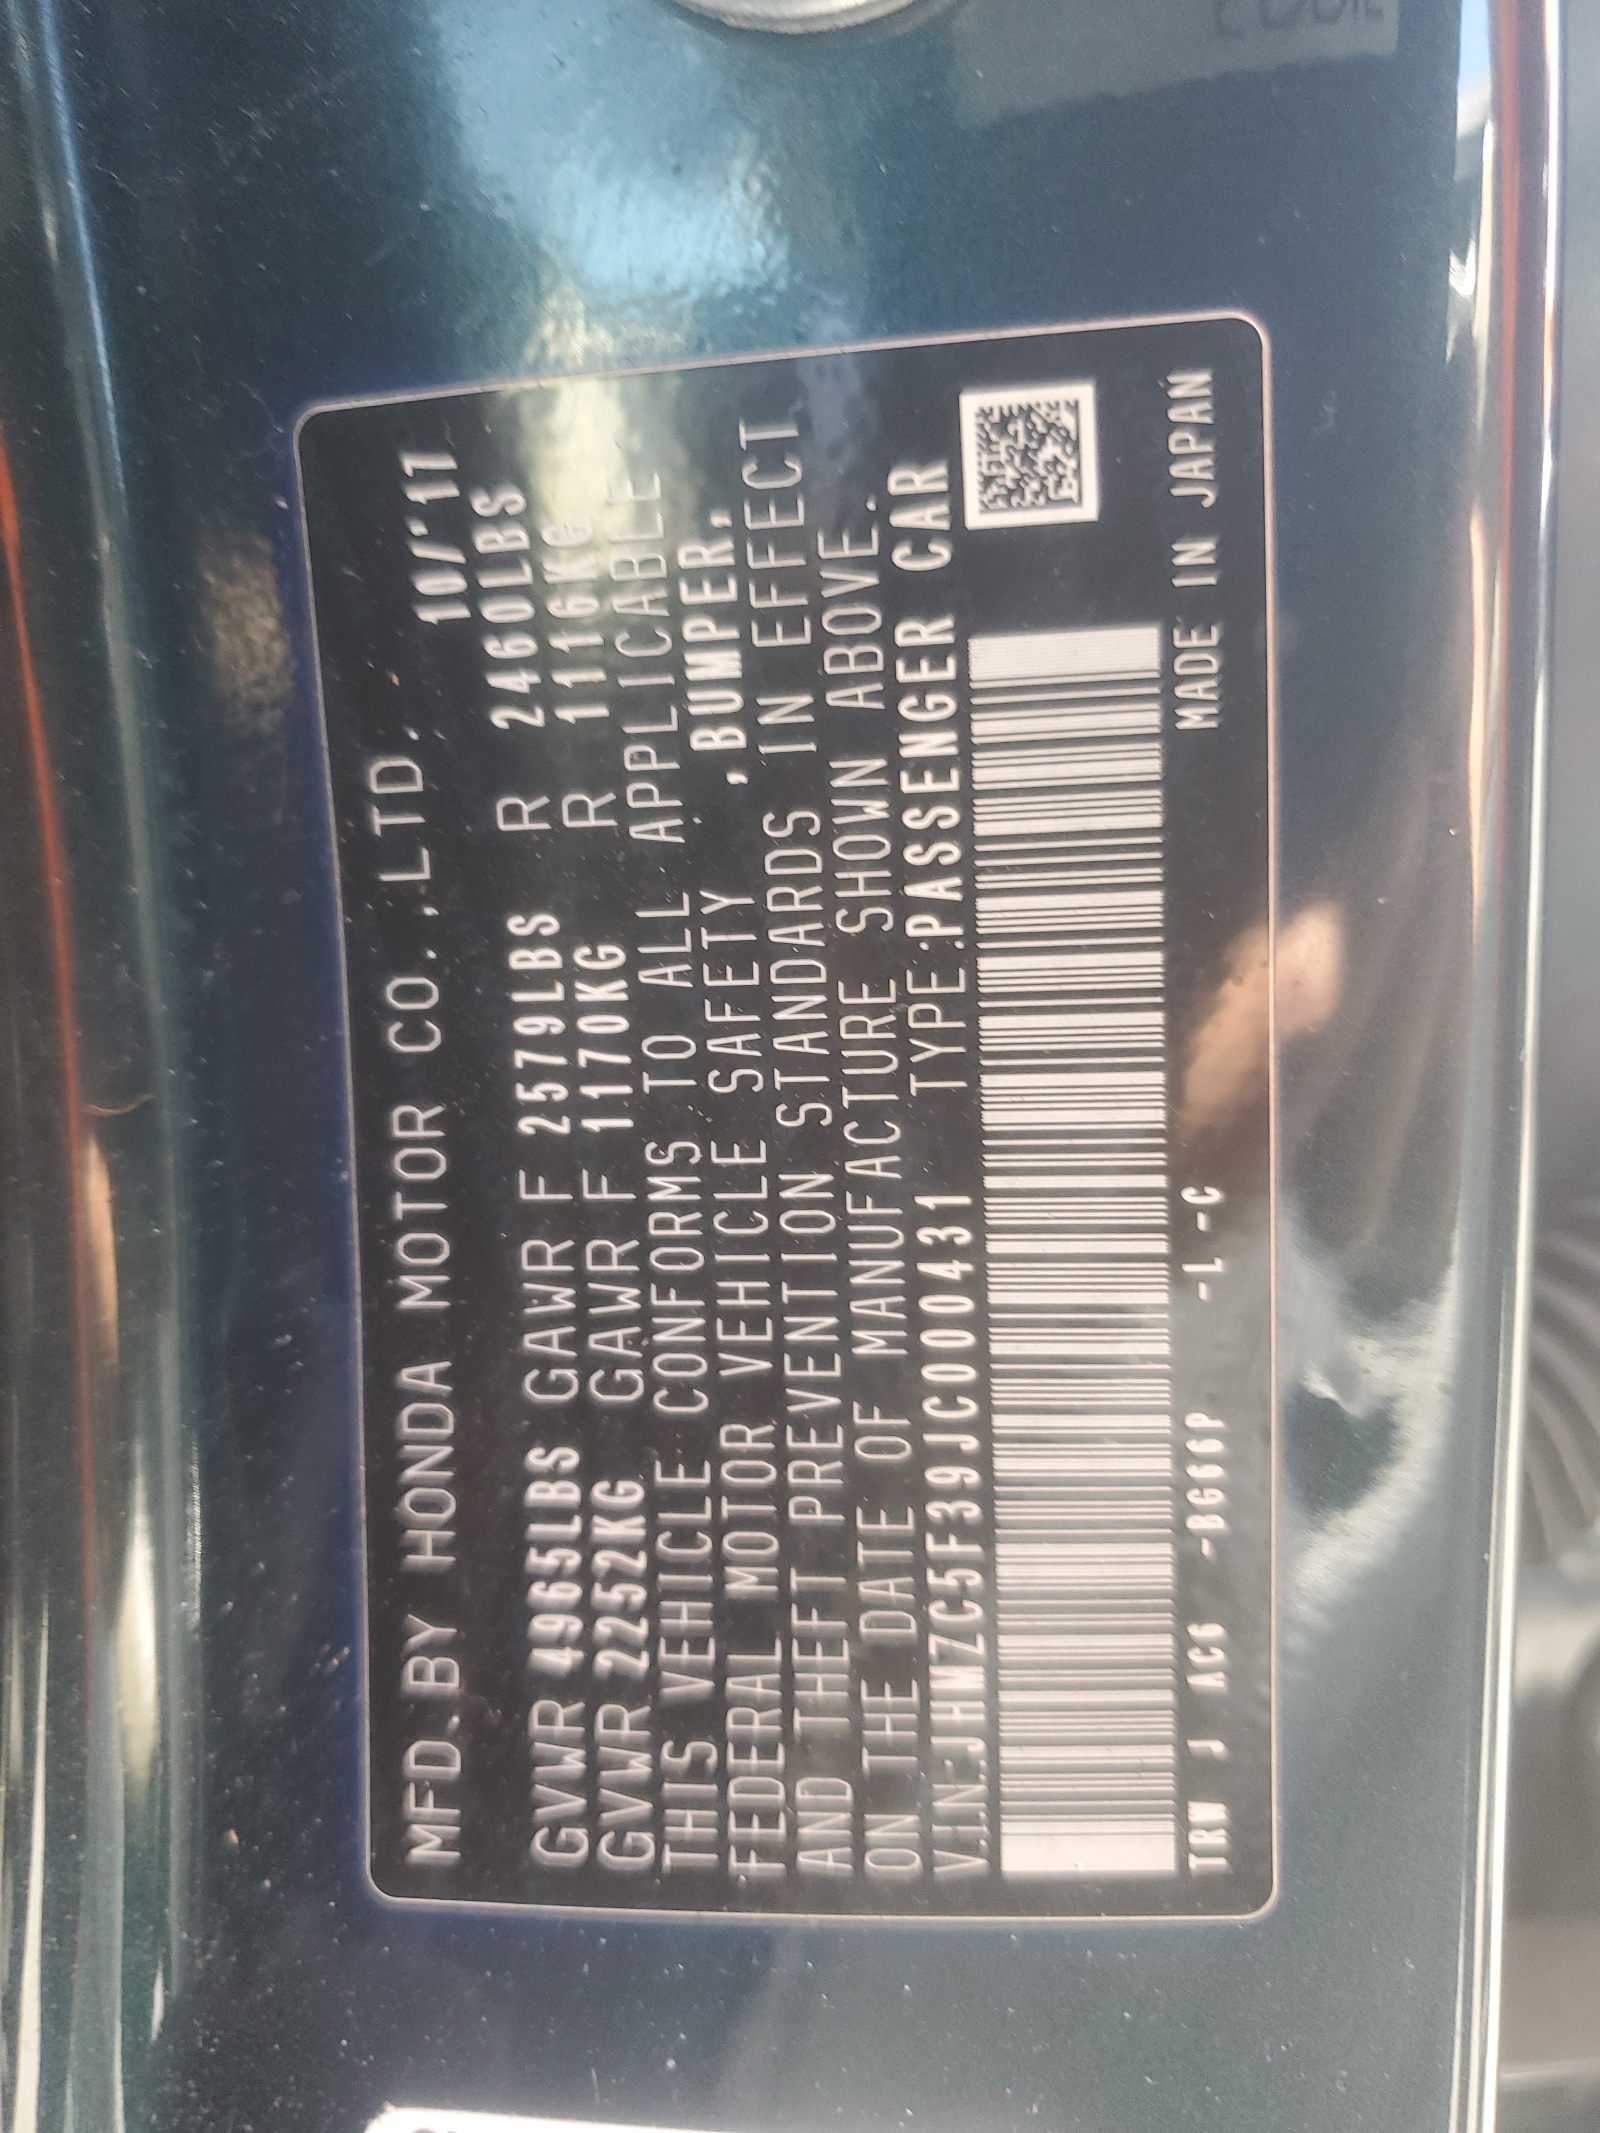 MFD.BY HONDA MOTOR CO.,LTD. 10/'17
GVWR 4965LBS GAWR F 2579LBS R 2460LBS
GVWR 2252KG GAWR F 1170KG R 1116KG
THIS VEHICLE CONFORMS TO ALL APPLICABLE
FEDERAL MOTOR VEHICLE SAFETY ,BUMPER,
AND THEFT PREVENTION STANDARDS IN EFFECT
ON THE DATE OF MANUFACTURE SHOWN ABOVE.
V.I.N:JHMZC5F39JC000431 TYPE:PASSENGER CAR
TRW J AC6 -BG66P -L -C MADE IN JAPAN